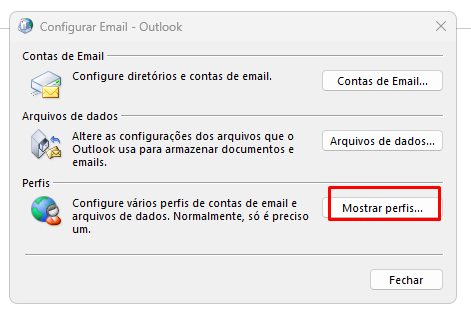 Configurar Email - Outlook
Contas de Email
Configure diretórios e contas de email.
Contas de Email...
Arquivos de dados
Altere as configurações dos arquivos que o
Outlook usa para armazenar documentos e
emails.
Arquivos de dados...
Perfis
Configure vários perfis de contas de email e
arquivos de dados. Normalmente, só é preciso
um.
Mostrar perfis...
Fechar